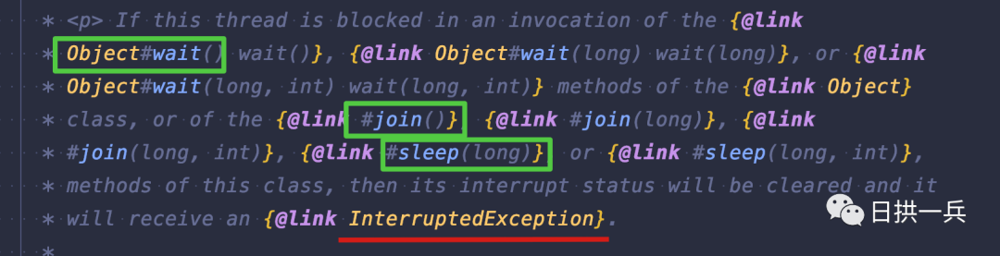 * <p> If this thread is blocked in an invocation of the {@link
* Object#wait() wait()}, {@link Object#wait(long) wait(long)}, or {@link
* Object#wait(long, int) wait(long, int)} methods of the {@link Object}
* class, or of the {@link #join()}, {@link #join(long)}, {@link
* #join(long, int)}, {@link #sleep(long)}, or {@link #sleep(long, int)},
* methods of this class, then its interrupt status will be cleared and it
* will receive an {@link InterruptedException}.
*
日拱一兵